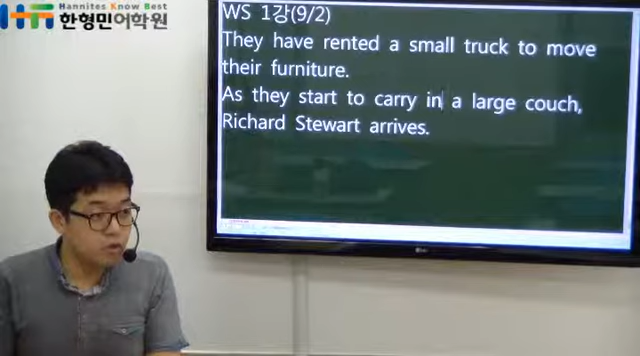 Hannites Know Best
한형민어학원
WS 1강(9/2)
They have rented a small truck to move
their furniture.
As they start to carry in a large couch,
Richard Stewart arrives.